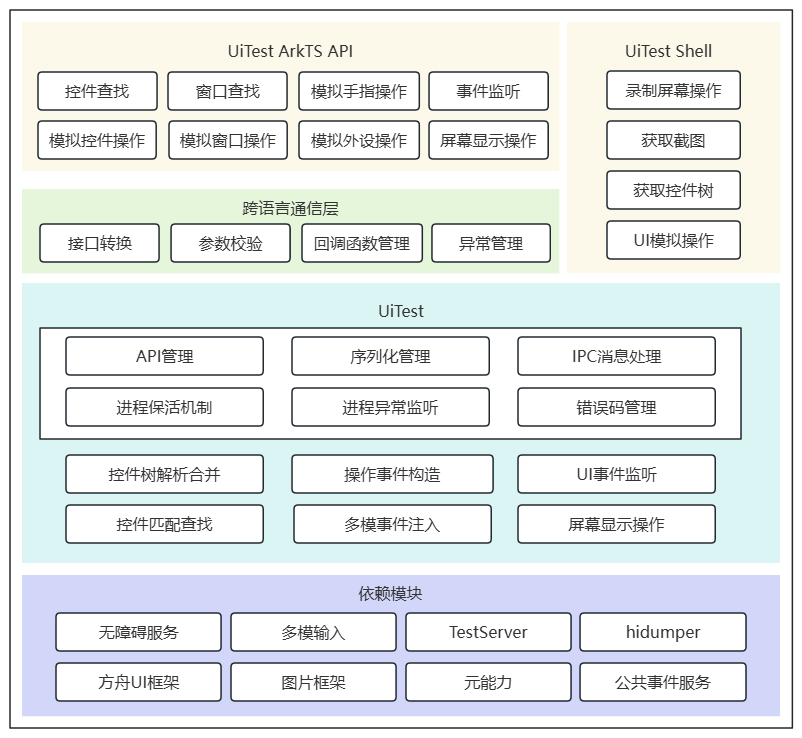 UiTest ArkTS API
控件查找 窗口查找 模拟手指操作 事件监听
模拟控件操作 模拟窗口操作 模拟外设操作 屏幕显示操作
UiTest Shell
录制屏幕操作
获取截图
获取控件树
UI模拟操作
跨语言通信层
接口转换 参数校验 回调函数管理 异常管理
UiTest
API管理 序列化管理 IPC消息处理
进程保活机制 进程异常监听 错误码管理
控件树解析合并 操作事件构造 UI事件监听
控件匹配查找 多模事件注入 屏幕显示操作
依赖模块
无障碍服务 多模输入 TestServer hidumper
方舟UI框架 图片框架 元能力 公共事件服务